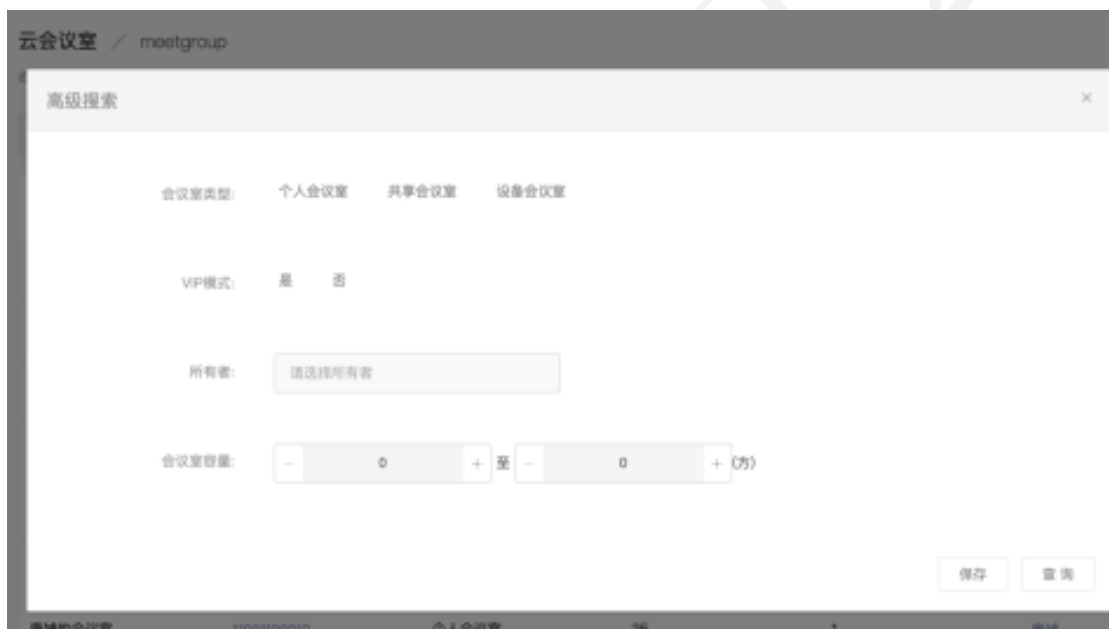 云会议室 / meetgroup
高级搜索 ×
会议室类型: 个人会议室 共享会议室 设备会议室
VIP模式: 是 否
所有者: 请选择所有者
会议室容量: - 0 + 至 - 0 + (方)
保存 查询
个人会议室